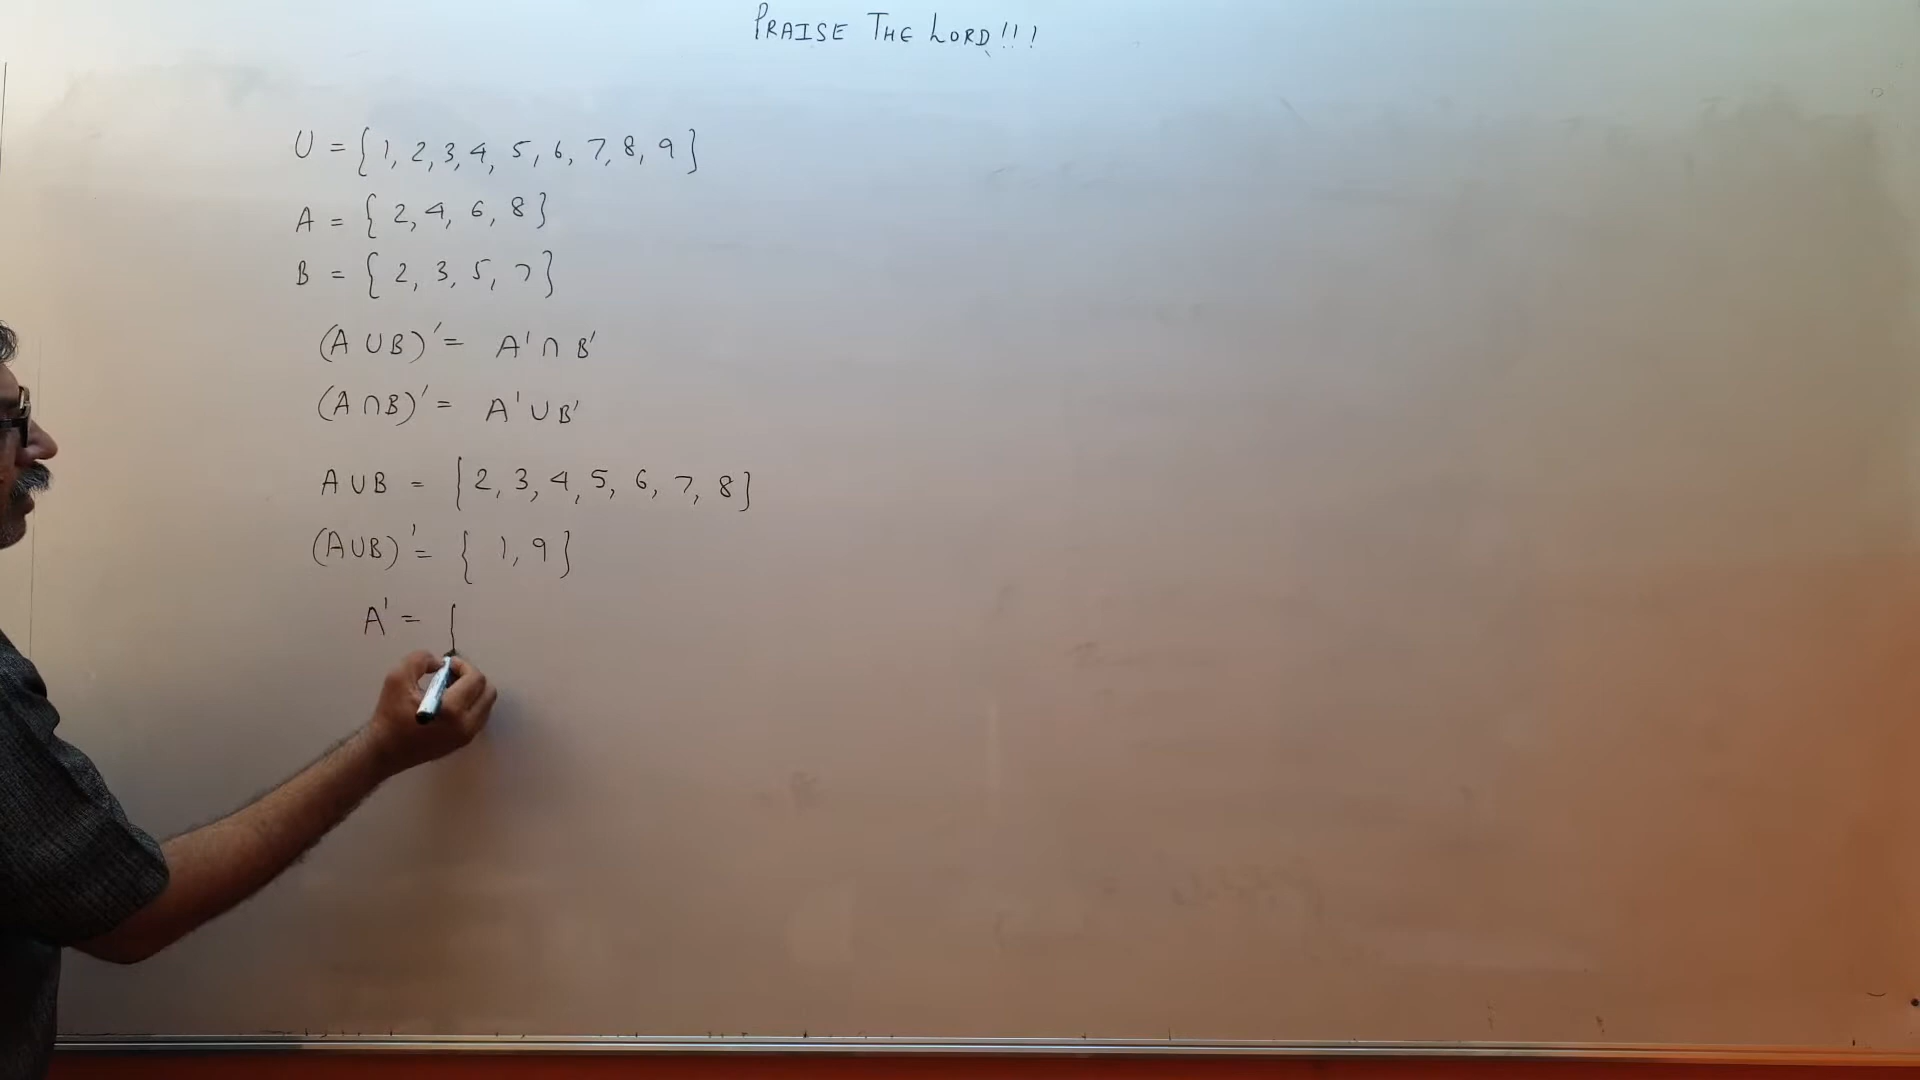 PRAISE THE LORD!!!
U = { 1, 2, 3, 4, 5, 6, 7, 8, 9 }
A = { 2, 4, 6, 8 }
B = { 2, 3, 5, 7 }
(A ∪ B)' = A' ∩ B'
(A ∩ B)' = A' ∪ B'
A ∪ B = { 2, 3, 4, 5, 6, 7, 8 }
(A ∪ B)' = { 1, 9 }
A' = {